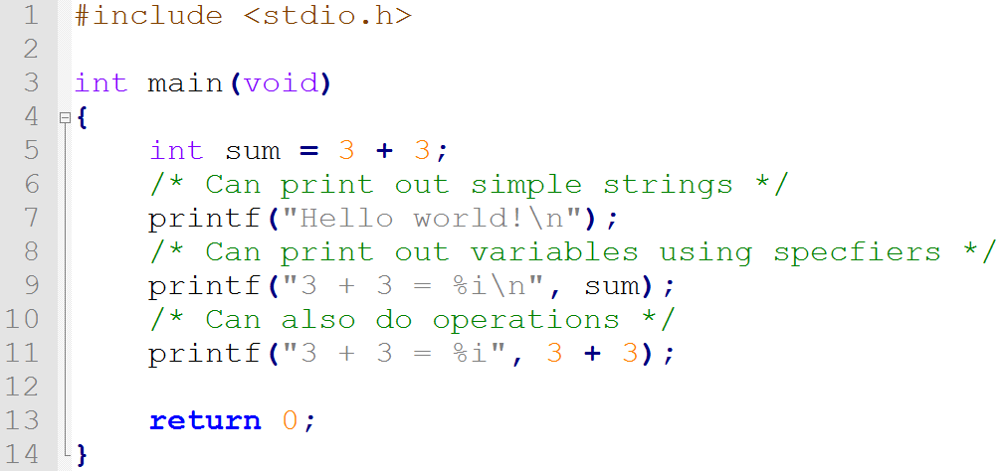 1 #include <stdio.h>
2
3 int main(void)
4 {
5     int sum = 3 + 3;
6     /* Can print out simple strings */
7     printf("Hello world!\n");
8     /* Can print out variables using specfiers */
9     printf("3 + 3 = %i\n", sum);
10     /* Can also do operations */
11     printf("3 + 3 = %i", 3 + 3);
12
13     return 0;
14 }